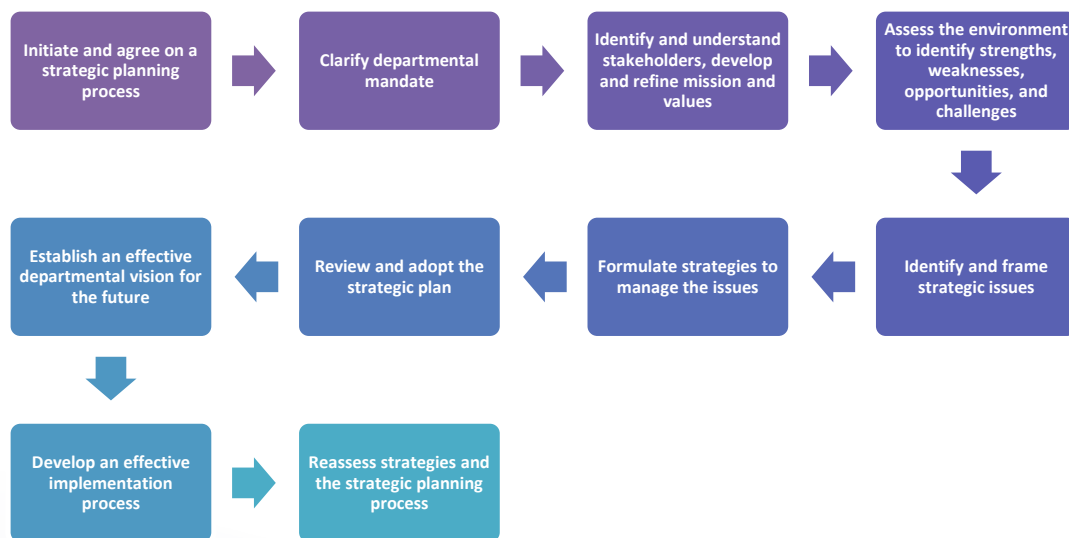 Initiate and agree on a
strategic planning
process
Clarify departmental
mandate
Identify and understand
stakeholders, develop
and refine mission and
values
Assess the environment
to identify strengths,
weaknesses,
opportunities, and
challenges
Identify and frame
strategic issues
Formulate strategies to
manage the issues
Review and adopt the
strategic plan
Establish an effective
departmental vision for
the future
Develop an effective
implementation
process
Reassess strategies and
the strategic planning
process